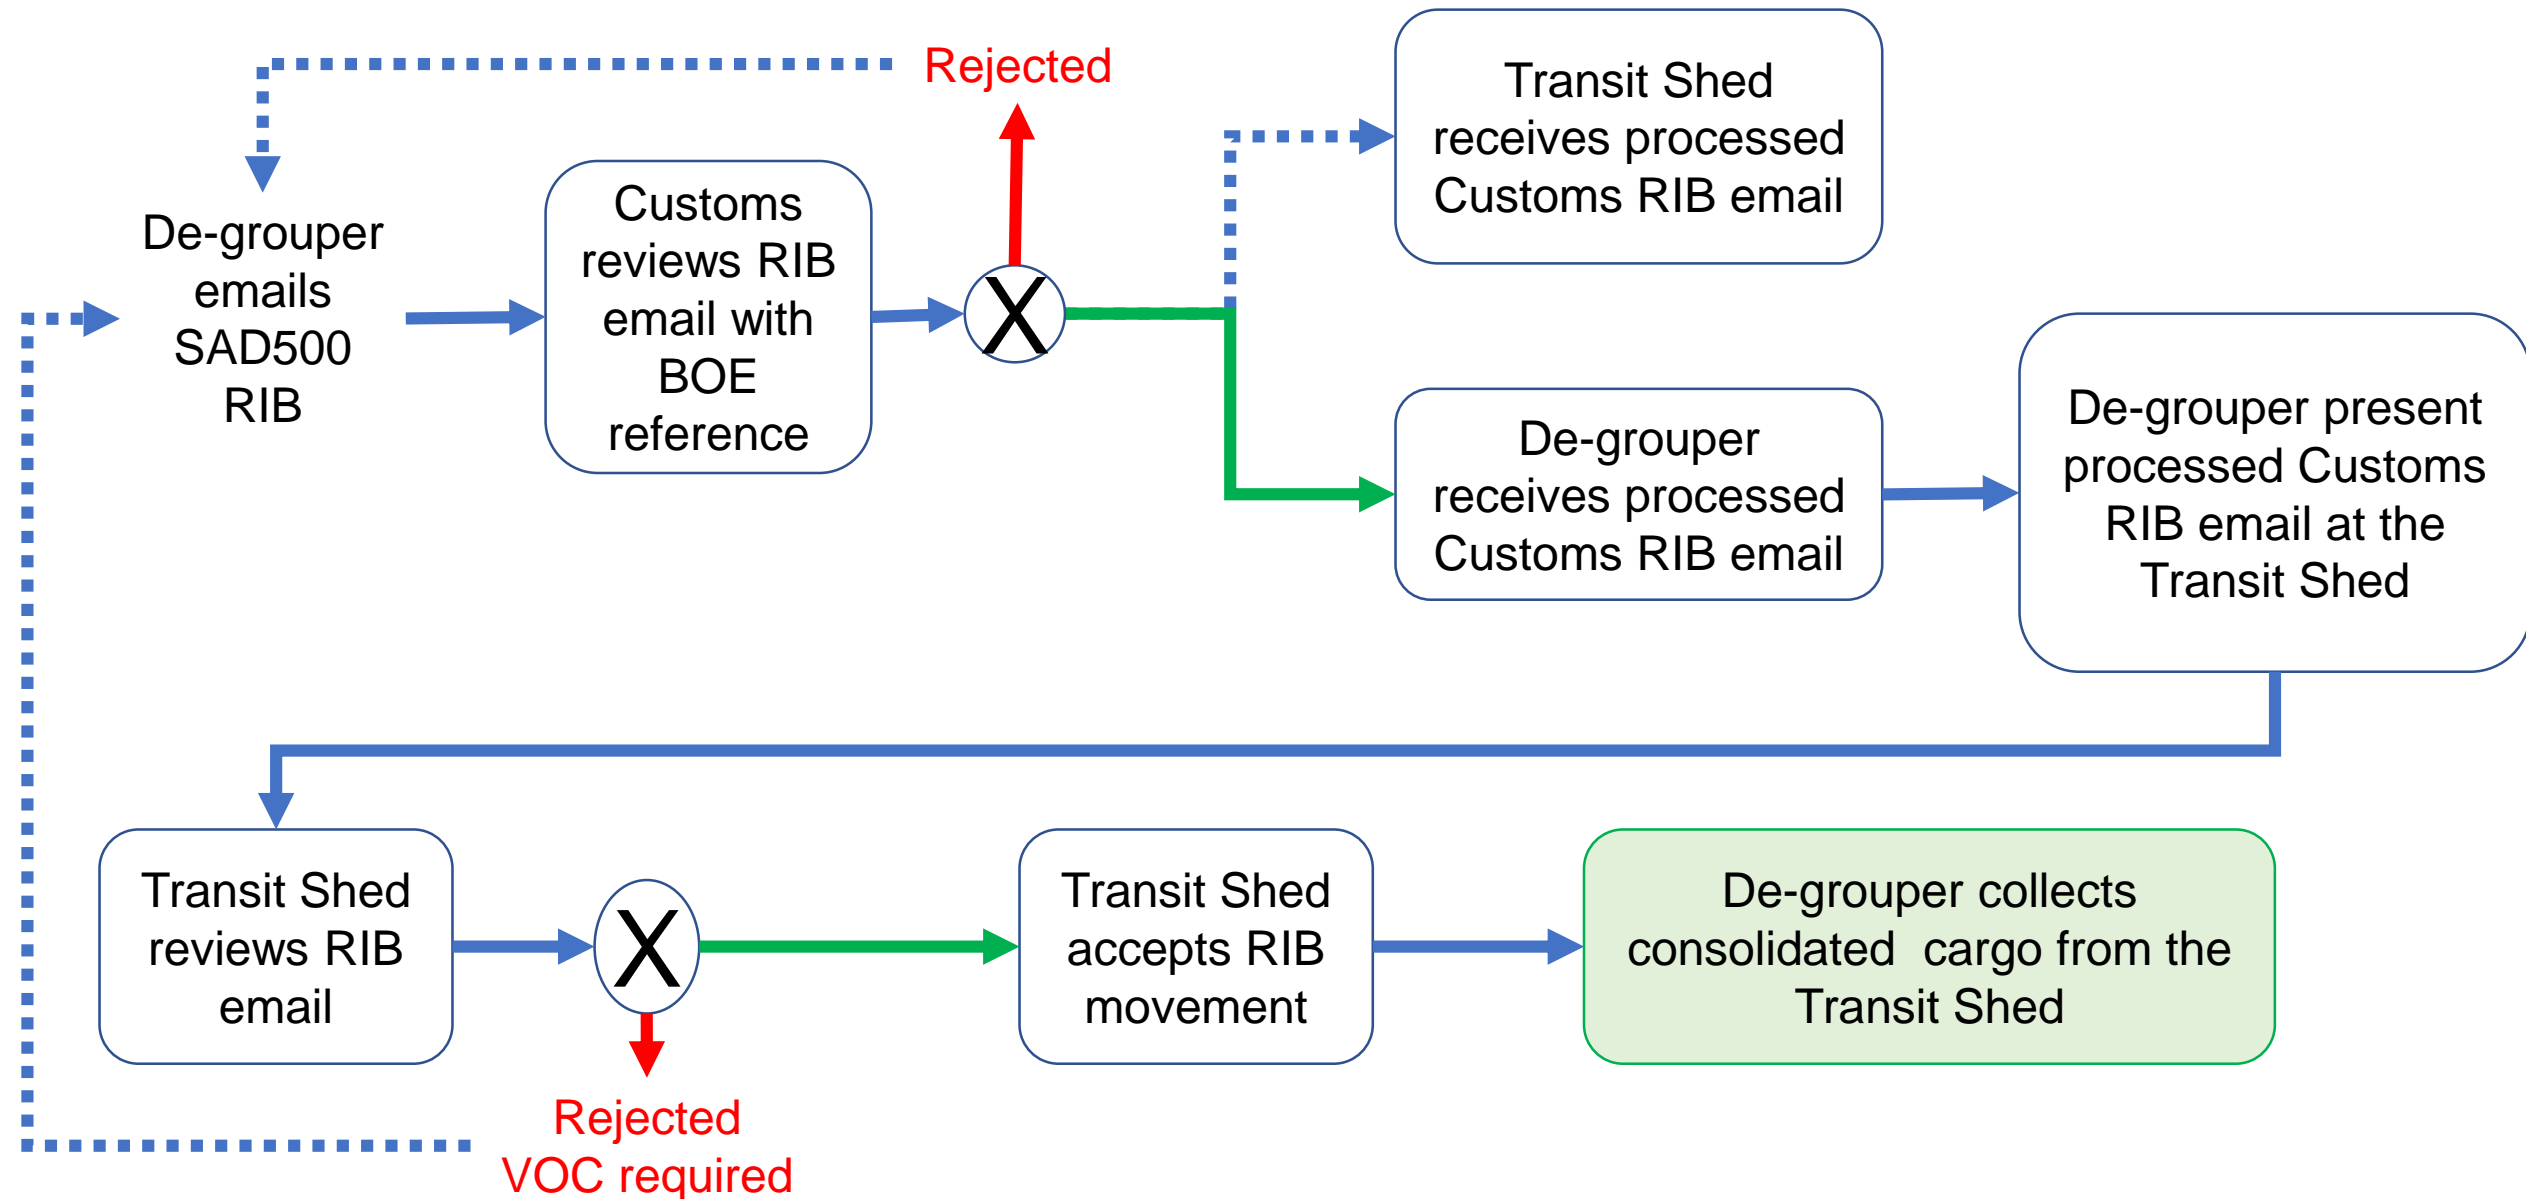 Rejected
De-grouper
emails
SAD500
RIB
Customs
reviews RIB
email with
BOE
reference
X
Transit Shed
receives processed
Customs RIB email
De-grouper
receives processed
Customs RIB email
De-grouper present
processed Customs
RIB email at the
Transit Shed
Transit Shed
reviews RIB
email
X
Rejected
VOC required
Transit Shed
accepts RIB
movement
De-grouper collects
consolidated  cargo from the
Transit Shed